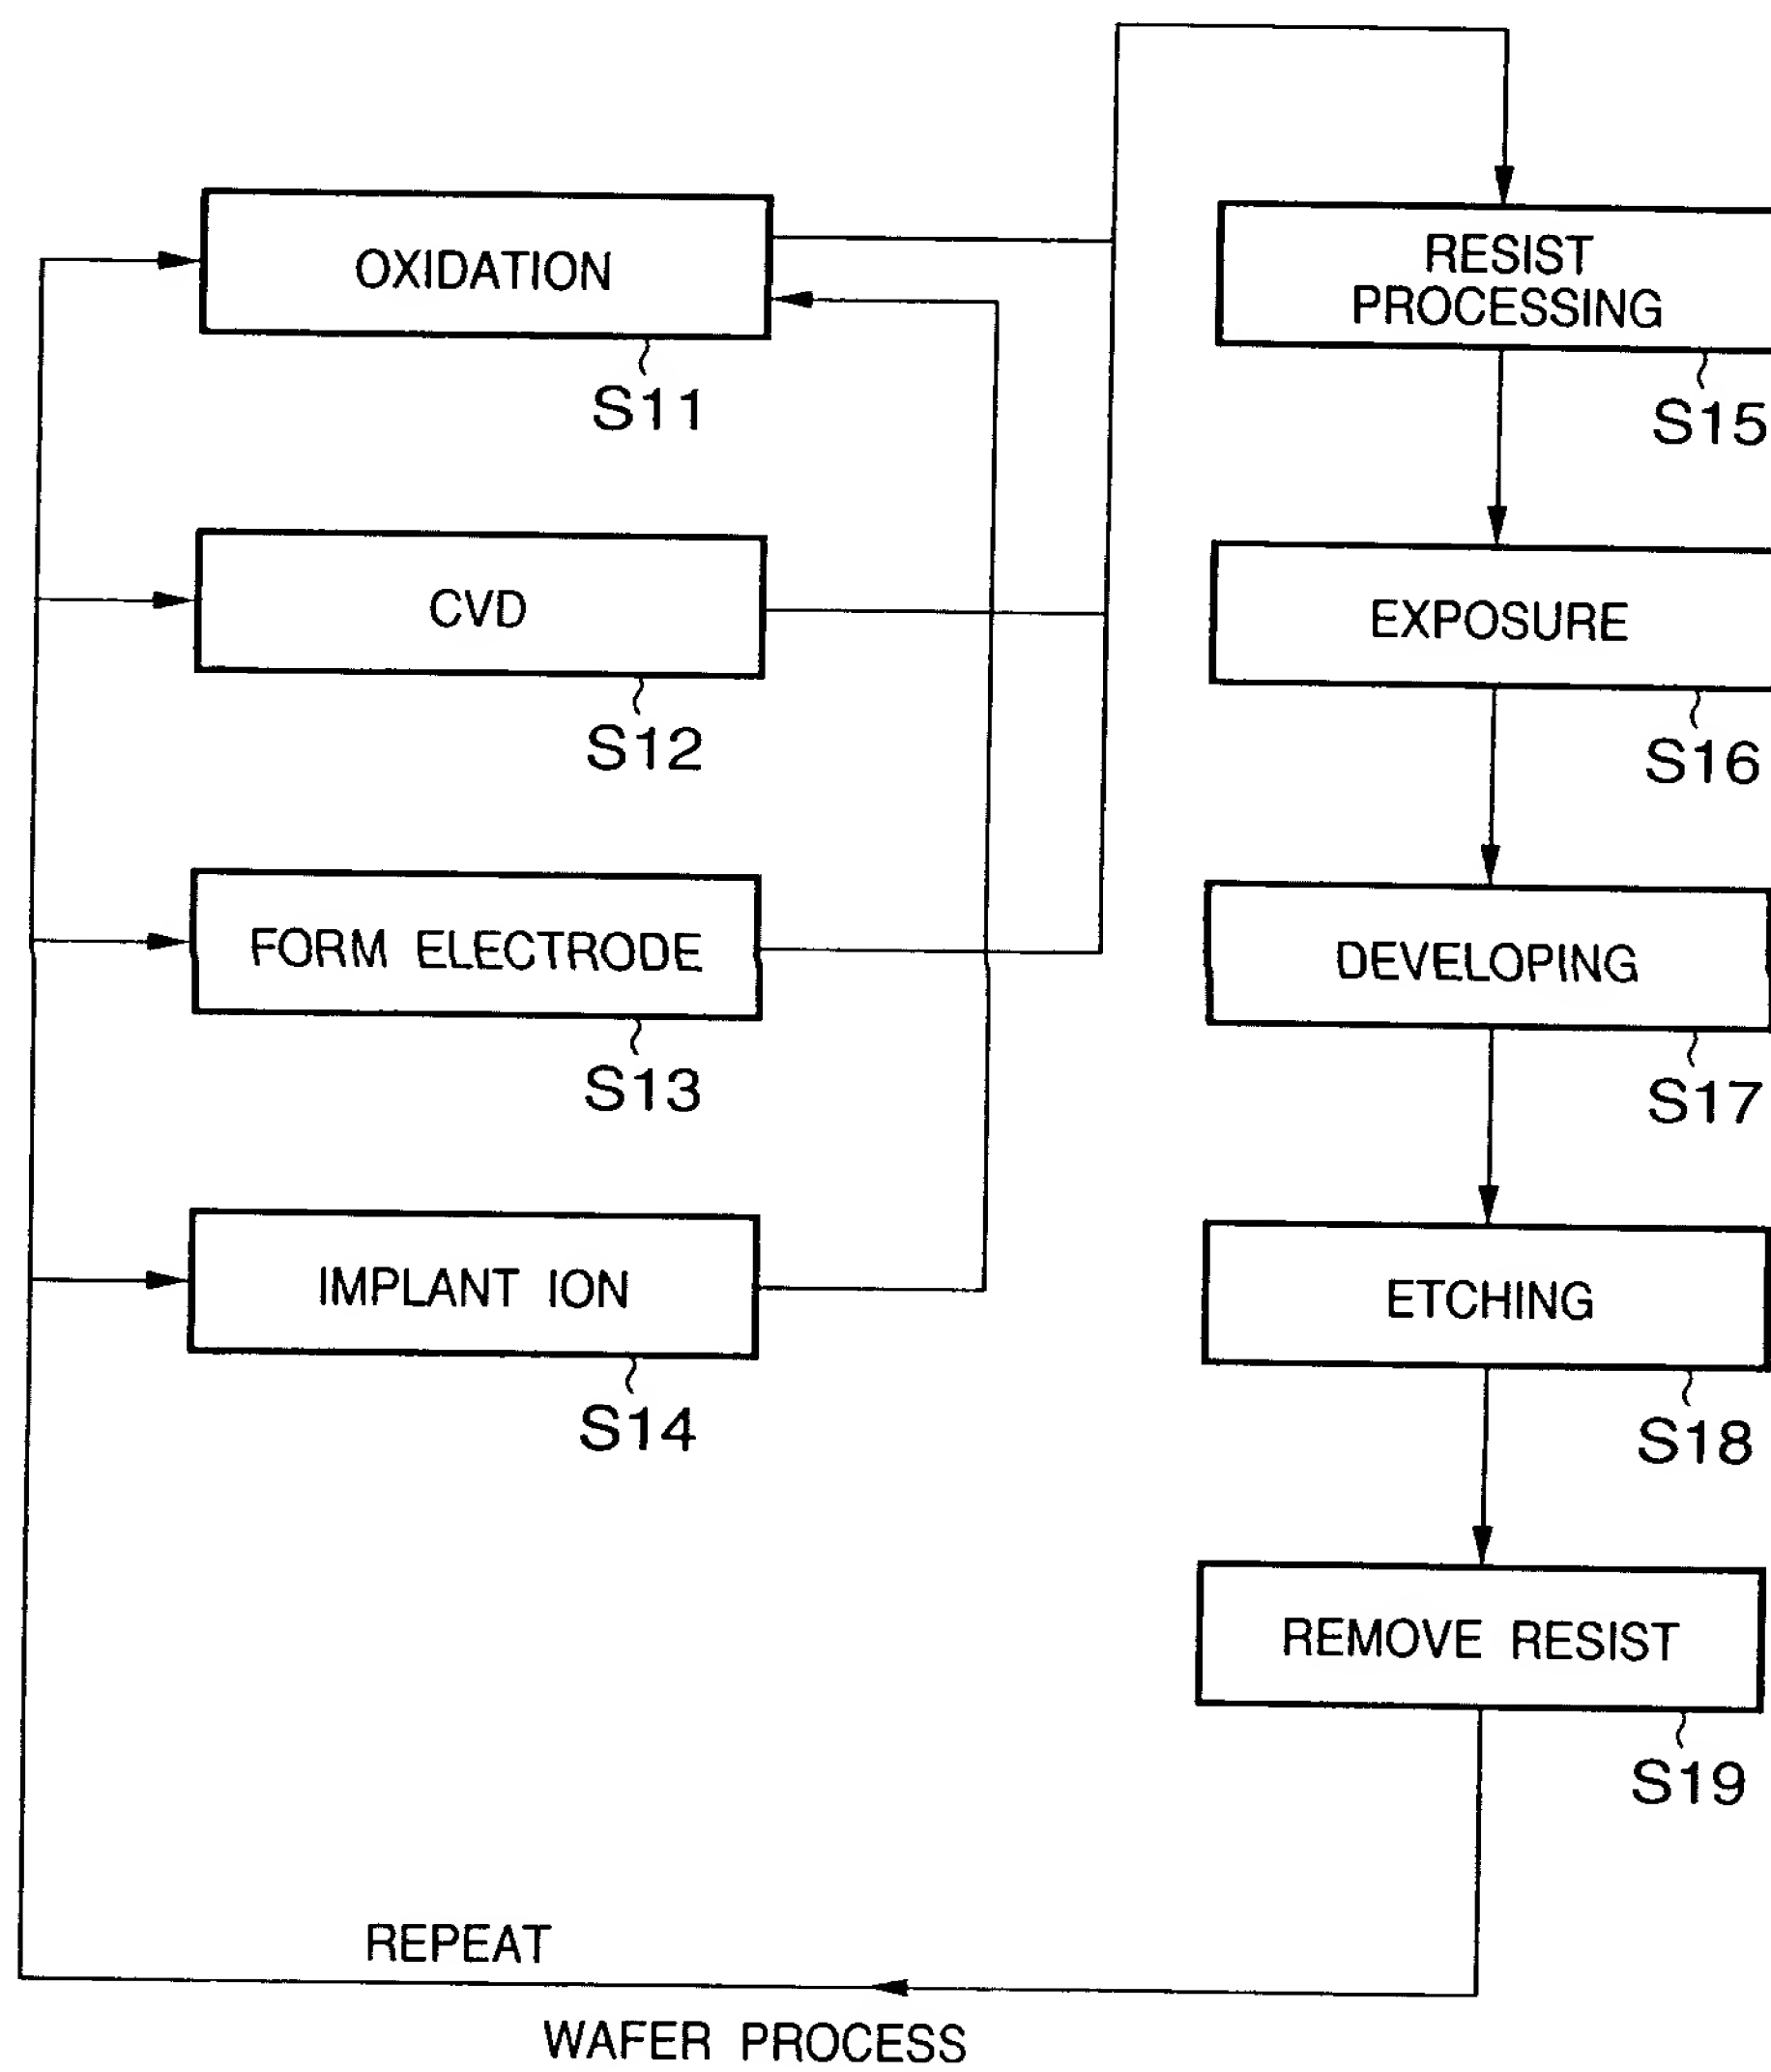 OXIDATION
S11
CVD
S12
FORM ELECTRODE
S13
IMPLANT ION
S14
RESIST
PROCESSING
S15
EXPOSURE
S16
DEVELOPING
S17
ETCHING
S18
REMOVE RESIST
S19
REPEAT
WAFER PROCESS